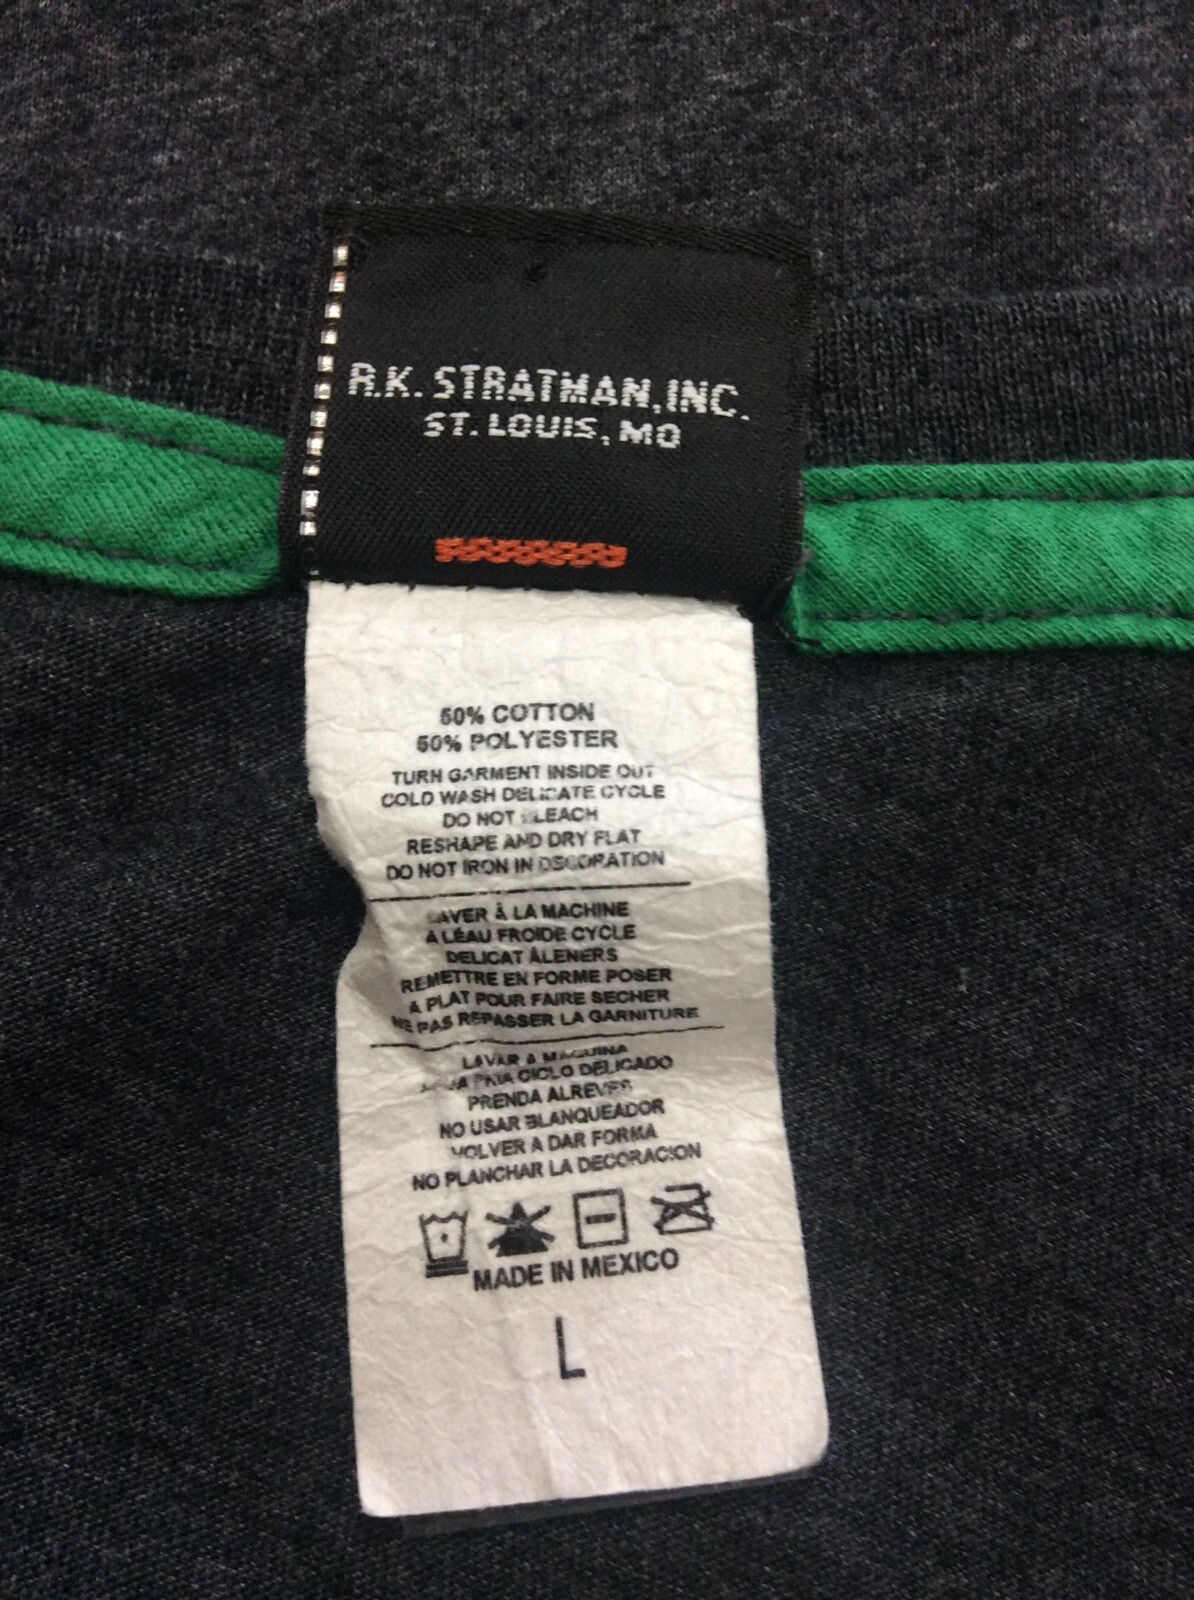 R.K. STRATMAN, INC.
ST. LOUIS, MO
50% COTTON
50% POLYESTER
TURN GARMENT INSIDE OUT
COLD WASH DELICATE CYCLE
DO NOT BLEACH
RESHAPE AND DRY FLAT
DO NOT IRON IN DECORATION
LAVER À LA MACHINE
A LÉAU FROIDE CYCLE
DELICAT ÂLENERS
REMETTRE EN FORME POSER
A PLAT POUR FAIRE SECHER
NE PAS REPASSER LA GARNITURE
LAVAR A MAQUINA
CICLO DELICADO
PRENDA ALREVES
NO USAR BLANQUEADOR
VOLVER A DAR FORMA
NO PLANCHAR LA DECORACION
MADE IN MEXICO
L